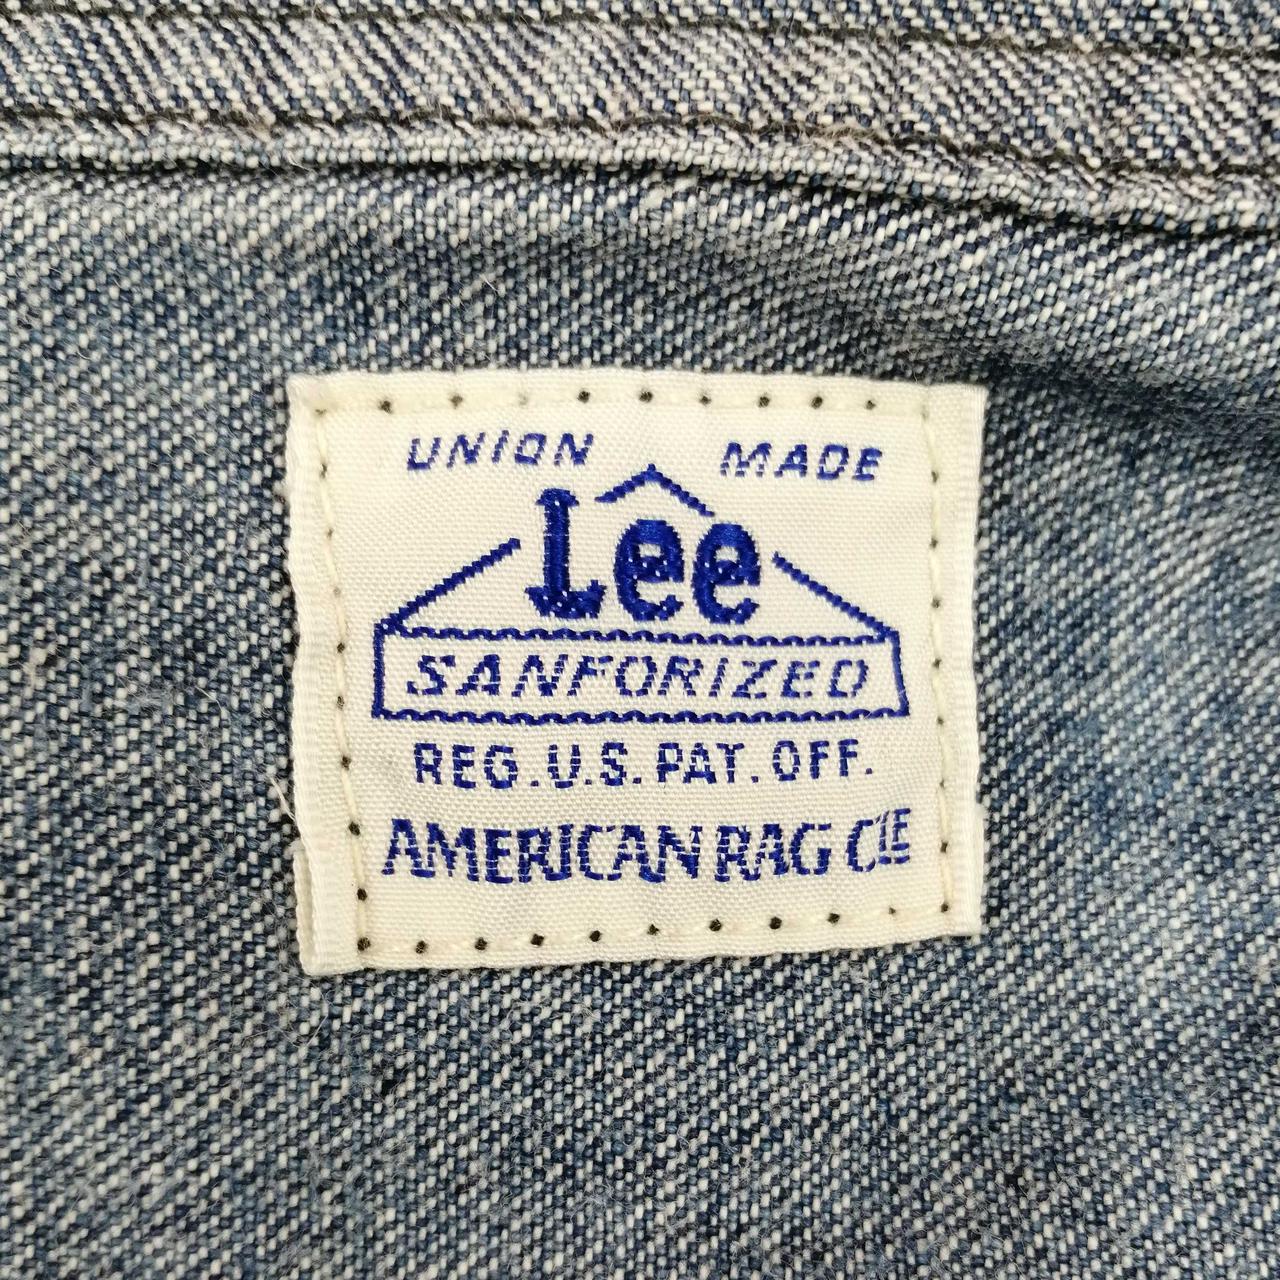 UNION MADE
Lee
SANFORIZED
REG.U.S.PAT.OFF.
AMERICAN RAG CIE